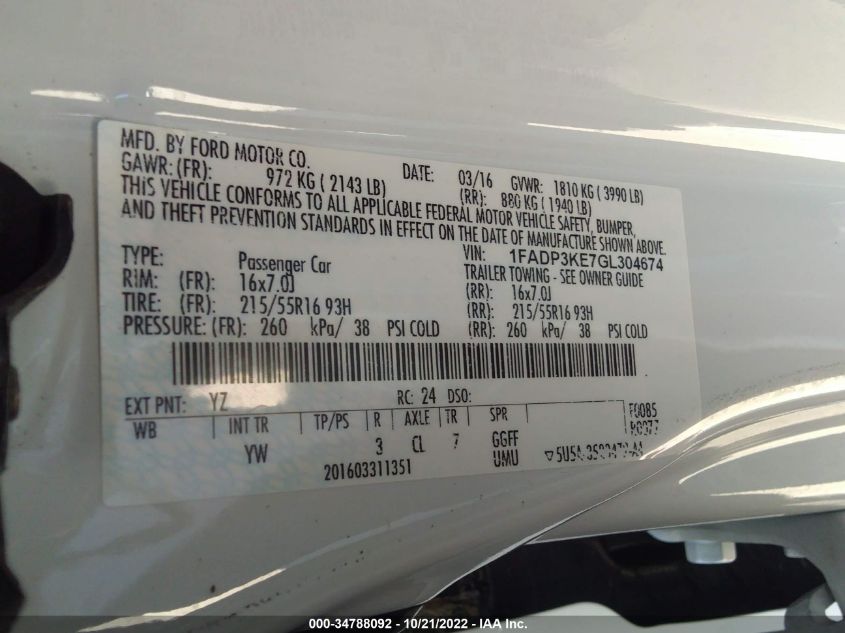 MFD. BY FORD MOTOR CO. DATE: 03/16 GVWR: 1810 KG ( 3990 LB)
GAWR: (FR): 972 KG ( 2143 LB) (RR): 880 KG ( 1940 LB)
THIS VEHICLE CONFORMS TO ALL APPLICABLE FEDERAL MOTOR VEHICLE SAFETY, BUMPER,
AND THEFT PREVENTION STANDARDS IN EFFECT ON THE DATE OF MANUFACTURE SHOWN ABOVE.
VIN: 1FADP3KE7GL304674
TYPE: Passenger Car TRAILER TOWING - SEE OWNER GUIDE
RIM: (FR): 16x7.0J (RR): 16x7.0J
TIRE: (FR): 215/55R16 93H (RR): 215/55R16 93H
PRESSURE: (FR): 260 kPa/ 38 PSI COLD (RR): 260 kPa/ 38 PSI COLD
EXT PNT: YZ RC: 24 DSO: F0085
WB INT TR TP/PS R AXLE TR SPR
YW 3 CL 7 GGFF
201603311351 UMU
000-34788092 - 10/21/2022 - IAA Inc.